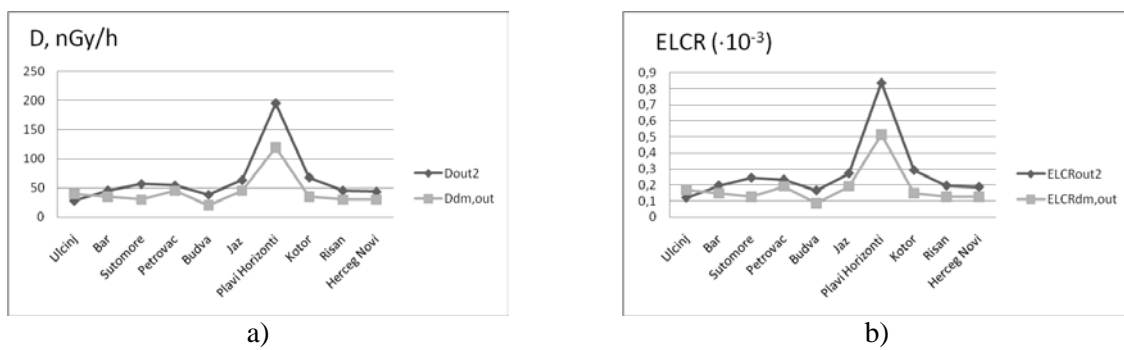 D, nGy/h
250
200
150
100
50
0
Ulcinj
Bar
Sutomore
Petrovac
Budva
Jaz
Plavi Horizonti
Kotor
Risan
Herceg Novi
Dout2
Ddm,out
a)
ELCR (·10⁻³)
0,9
0,8
0,7
0,6
0,5
0,4
0,3
0,2
0,1
0
Ulcinj
Bar
Sutomore
Petrovac
Budva
Jaz
Plavi Horizonti
Kotor
Risan
Herceg Novi
ELCRout2
ELCRdm,out
b)